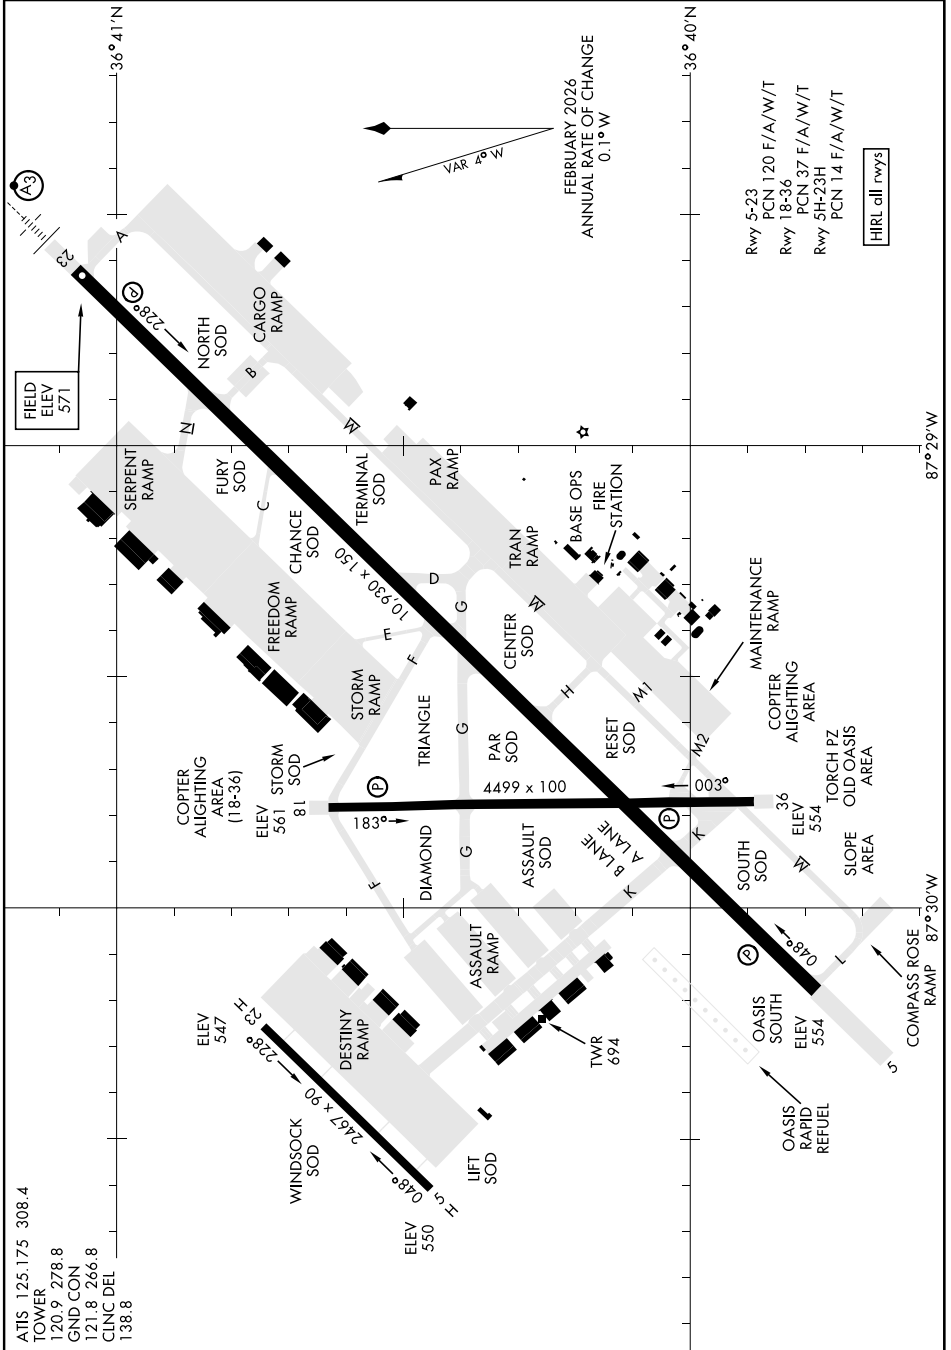 ATIS 125.175 308.4
TOWER
120.9 278.8
GND CON
121.8 266.8
CLNC DEL
138.8
36°41'N
36°40'N
87°29'W
87°30'W
A3
FIELD
ELEV
571
23
A
P
228°
NORTH
SOD
CARGO
RAMP
B
VAR 4° W
FEBRUARY 2026
ANNUAL RATE OF CHANGE
0.1° W
Rwy 5-23
PCN 120 F/A/W/T
Rwy 18-36
PCN 37 F/A/W/T
Rwy 5H-23H
PCN 14 F/A/W/T
HIRL all rwys
N
M
SERPENT
RAMP
FURY
SOD
C
CHANCE
SOD
TERMINAL
SOD
PAX
RAMP
10,930 x 150
FREEDOM
RAMP
D
G
E
F
TRAN
RAMP
BASE OPS
FIRE
STATION
M
CENTER
SOD
STORM
RAMP
TRIANGLE
G
PAR
SOD
H
M1
RESET
SOD
M2
MAINTENANCE
RAMP
COPTER
ALIGHTING
AREA
TORCH PZ
OLD OASIS
AREA
COPTER
ALIGHTING
AREA
(18-36)
STORM
SOD
ELEV
561
18
P
183°
4499 x 100
003°
36
ELEV
554
P
K
F
DIAMOND
G
ASSAULT
SOD
B LANE
A LANE
K
SOUTH
SOD
M
SLOPE
AREA
ASSAULT
RAMP
P
048°
L
COMPASS ROSE
RAMP
OASIS
SOUTH
ELEV
554
5
OASIS
RAPID
REFUEL
TWR
694
DESTINY
RAMP
ELEV
547
23 H
228°
2467 x 90
048°
5 H
WINDSOCK
SOD
LIFT
SOD
ELEV
550